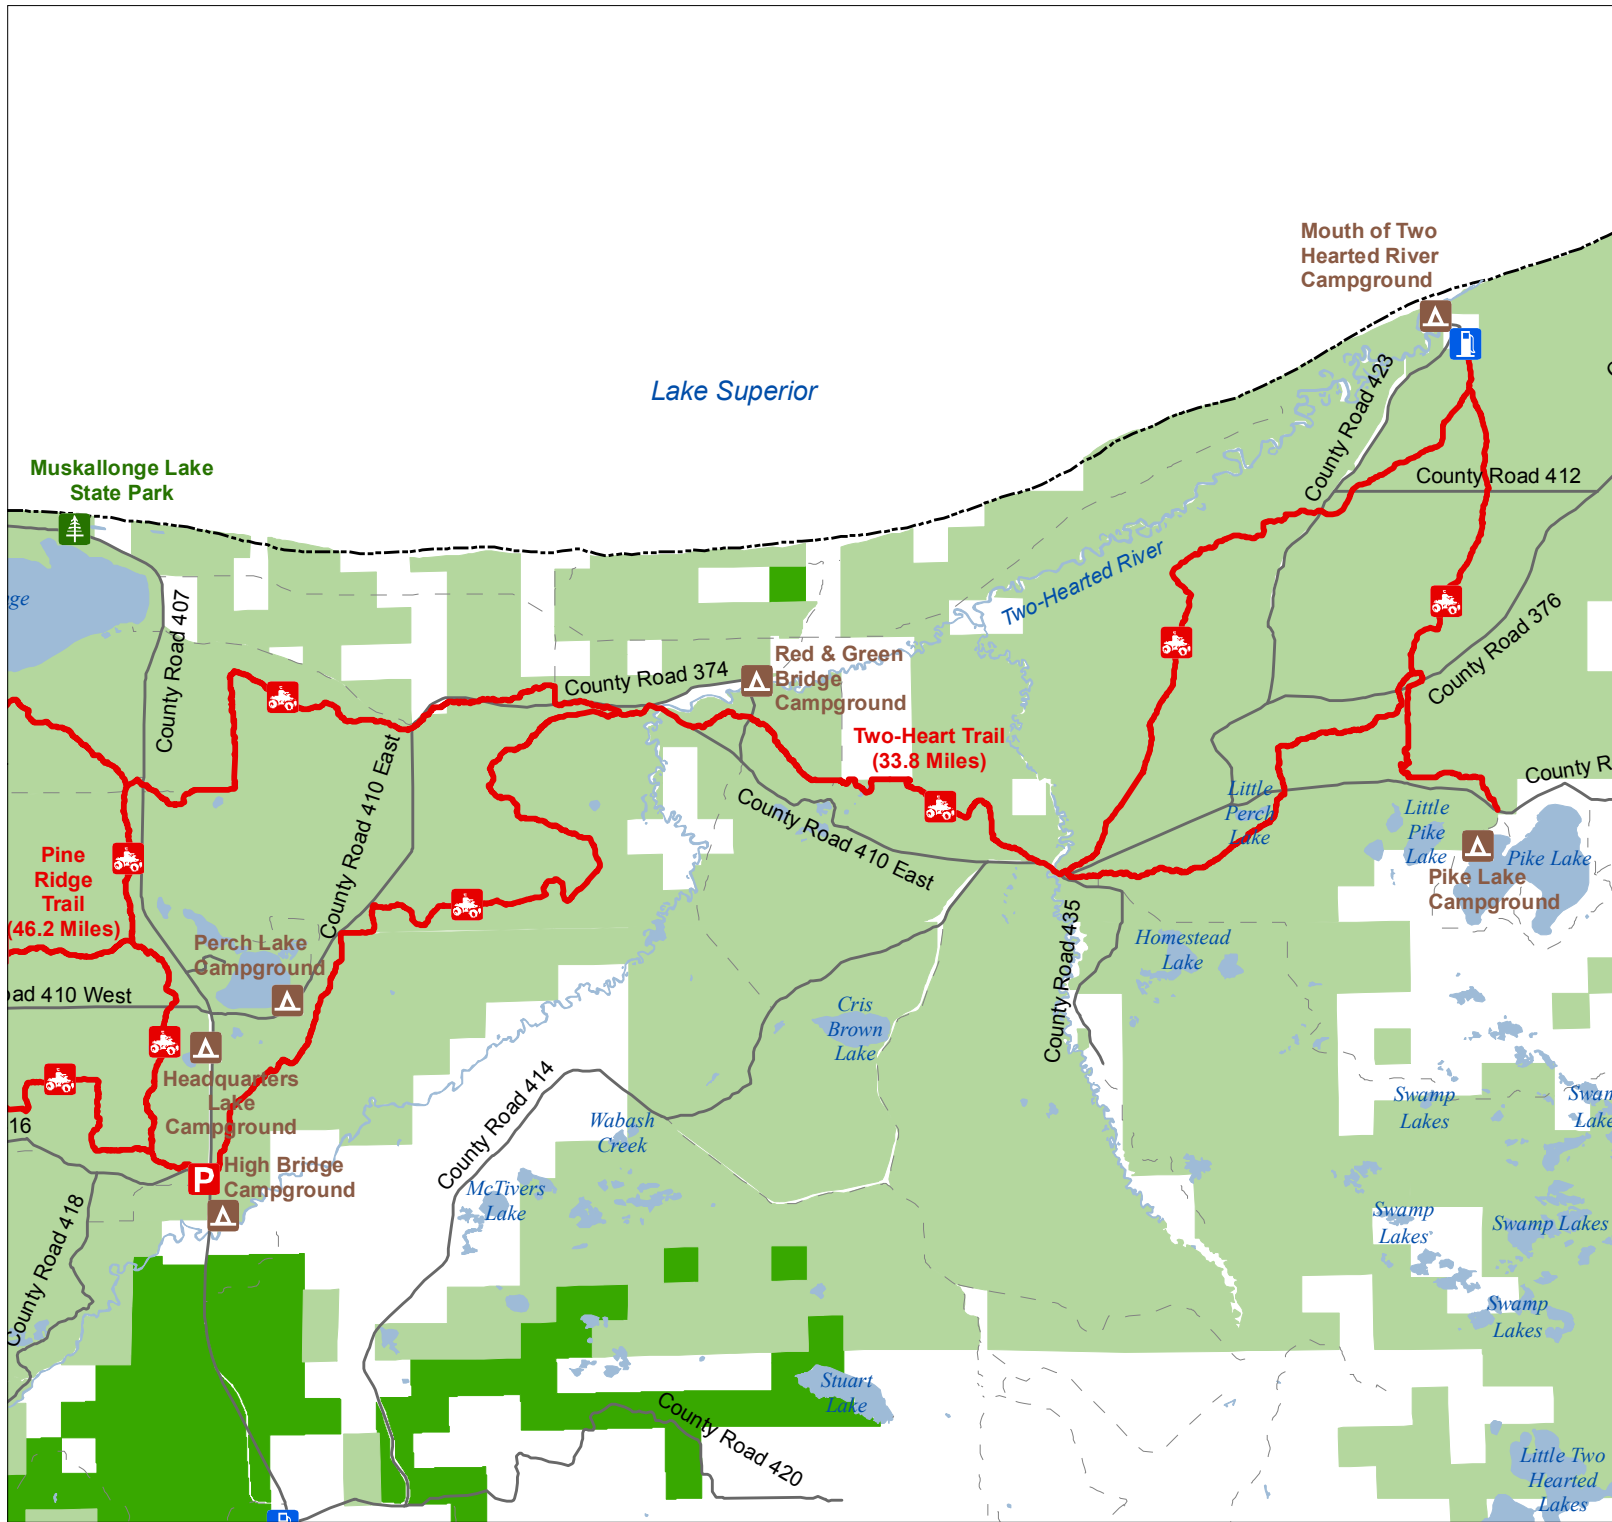 Mouth of Two
Hearted River
Campground
Lake Superior
County Road 423
Muskallonge Lake
State Park
County Road 412
ge
Two-Hearted River
County Road 407
County Road 376
Red & Green
Bridge
Campground
County Road 374
Two-Heart Trail
(33.8 Miles)
County R
County Road 410 East
County Road 410 East
Little
Perch
Lake
Little
Pike
Lake
Pike Lake
Pike Lake
Campground
Pine
Ridge
Trail
(46.2 Miles)
Perch Lake
Campground
Homestead
Lake
County Road 435
oad 410 West
Cris
Brown
Lake
Headquarters
Lake
Campground
County Road 414
Wabash
Creek
Swamp
Lakes
Swam
Lake
16
P
High Bridge
Campground
McTivers
Lake
County Road 418
Swamp
Lakes
Swamp Lakes
Swamp
Lakes
Stuart
Lake
County Road 420
Little Two
Hearted
Lakes